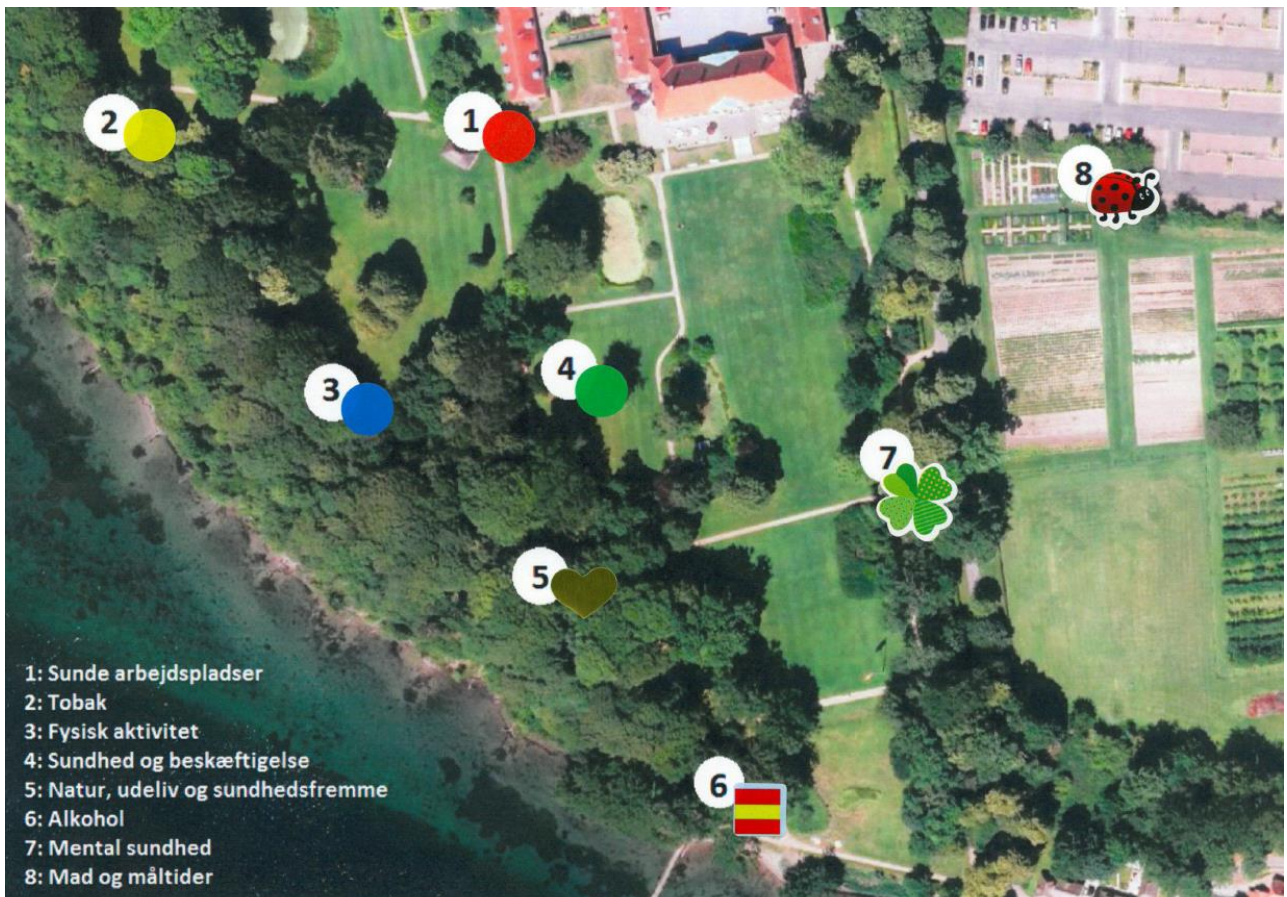 2
1
8
3
4
7
5
6
1: Sunde arbejdspladser
2: Tobak
3: Fysisk aktivitet
4: Sundhed og beskæftigelse
5: Natur, udeliv og sundhedsfremme
6: Alkohol
7: Mental sundhed
8: Mad og måltider